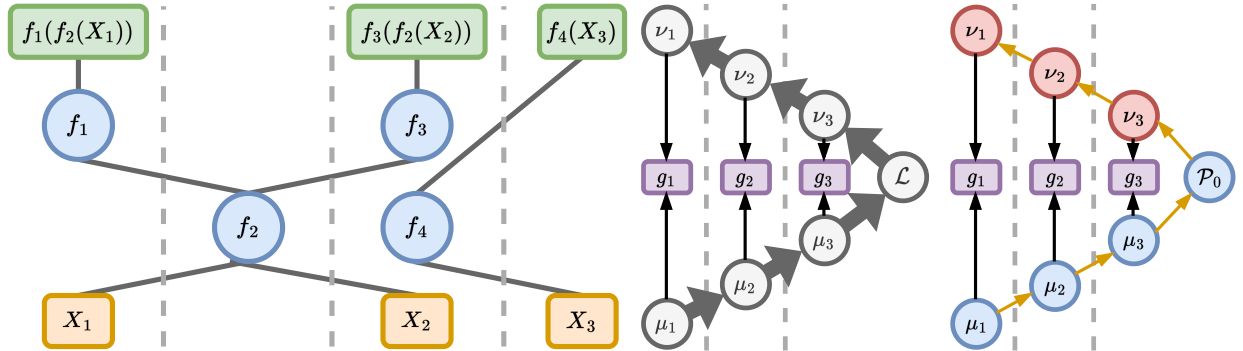 f₁(f₂(X₁)) f₃(f₂(X₂)) f₄(X₃)
f₁ f₃
f₂ f₄
X₁ X₂ X₃
ν₁
ν₂
ν₃
g₁ g₂ g₃ ℒ
μ₃
μ₂
μ₁
ν₁
ν₂
ν₃
g₁ g₂ g₃ 𝒫₀
μ₃
μ₂
μ₁